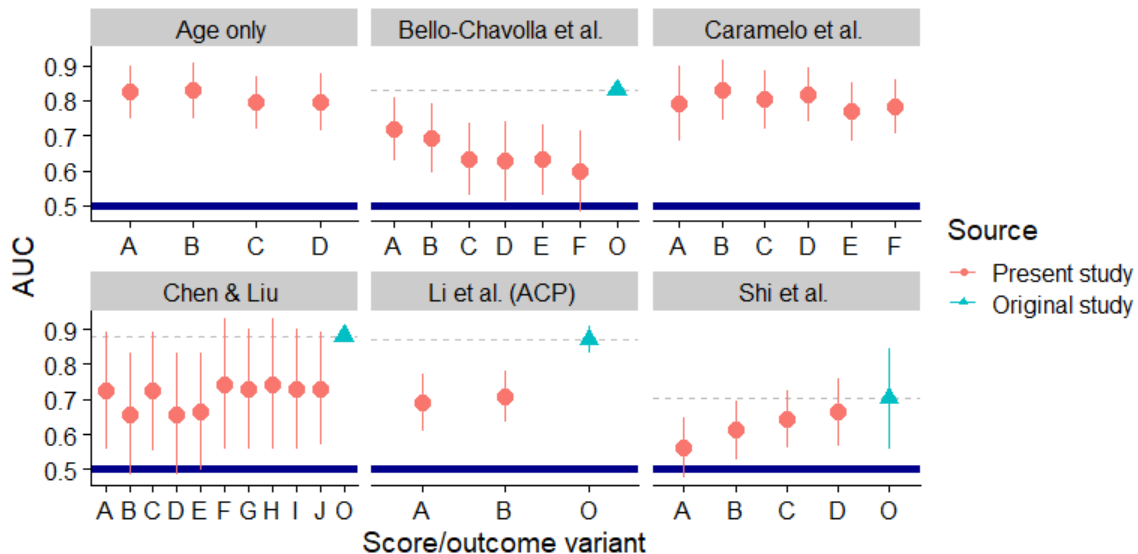 Age only
Bello-Chavolla et al.
Caramelo et al.
0.9
0.8
0.7
0.6
0.5
A B C D
A B C D E F O
A B C D E F
AUC
Chen & Liu
Li et al. (ACP)
Shi et al.
0.9
0.8
0.7
0.6
0.5
A B C D E F G H I J O
A B O
A B C D O
Score/outcome variant
Source
Present study
Original study